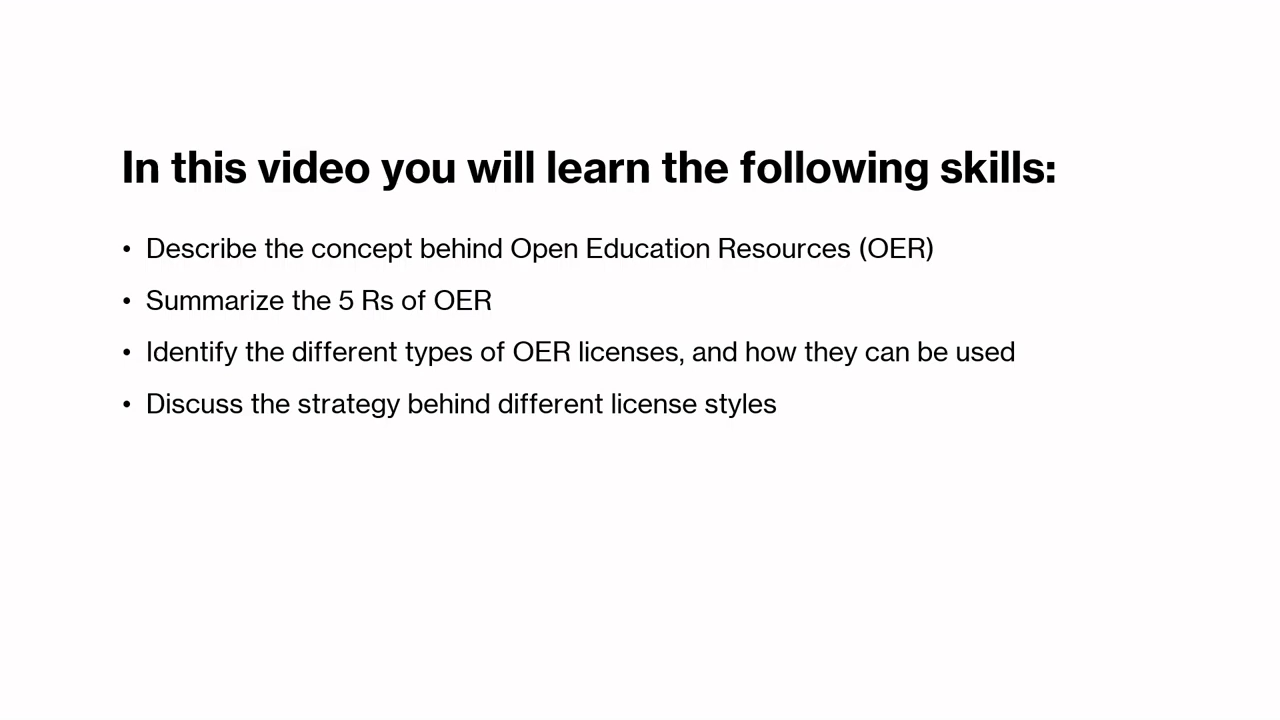 In this video you will learn the following skills:
• Describe the concept behind Open Education Resources (OER)
• Summarize the 5 Rs of OER
• Identify the different types of OER licenses, and how they can be used
• Discuss the strategy behind different license styles